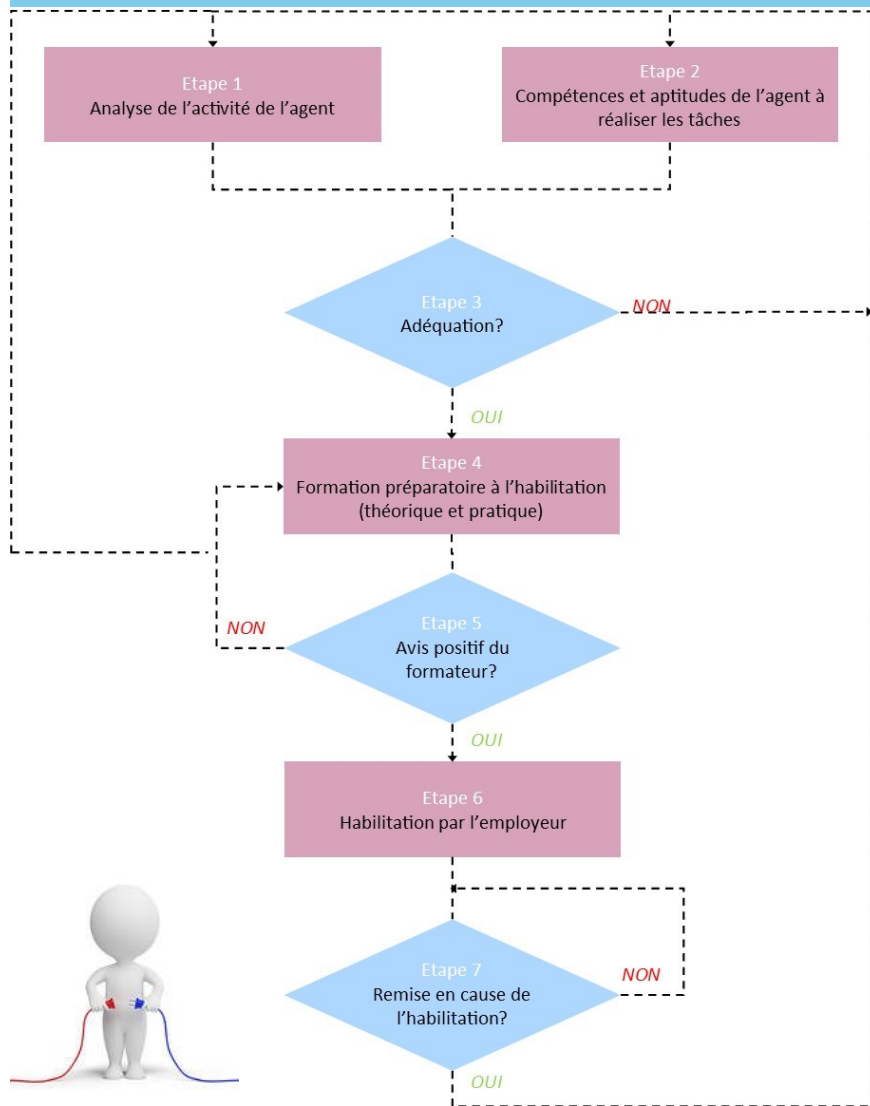 Etape 1
Analyse de l’activité de l’agent
Etape 2
Compétences et aptitudes de l’agent à
réaliser les tâches
Etape 3
Adéquation?
NON
OUI
Etape 4
Formation préparatoire à l’habilitation
(théorique et pratique)
Etape 5
Avis positif du
formateur?
NON
OUI
Etape 6
Habilitation par l’employeur
Etape 7
Remise en cause de
l’habilitation?
NON
OUI